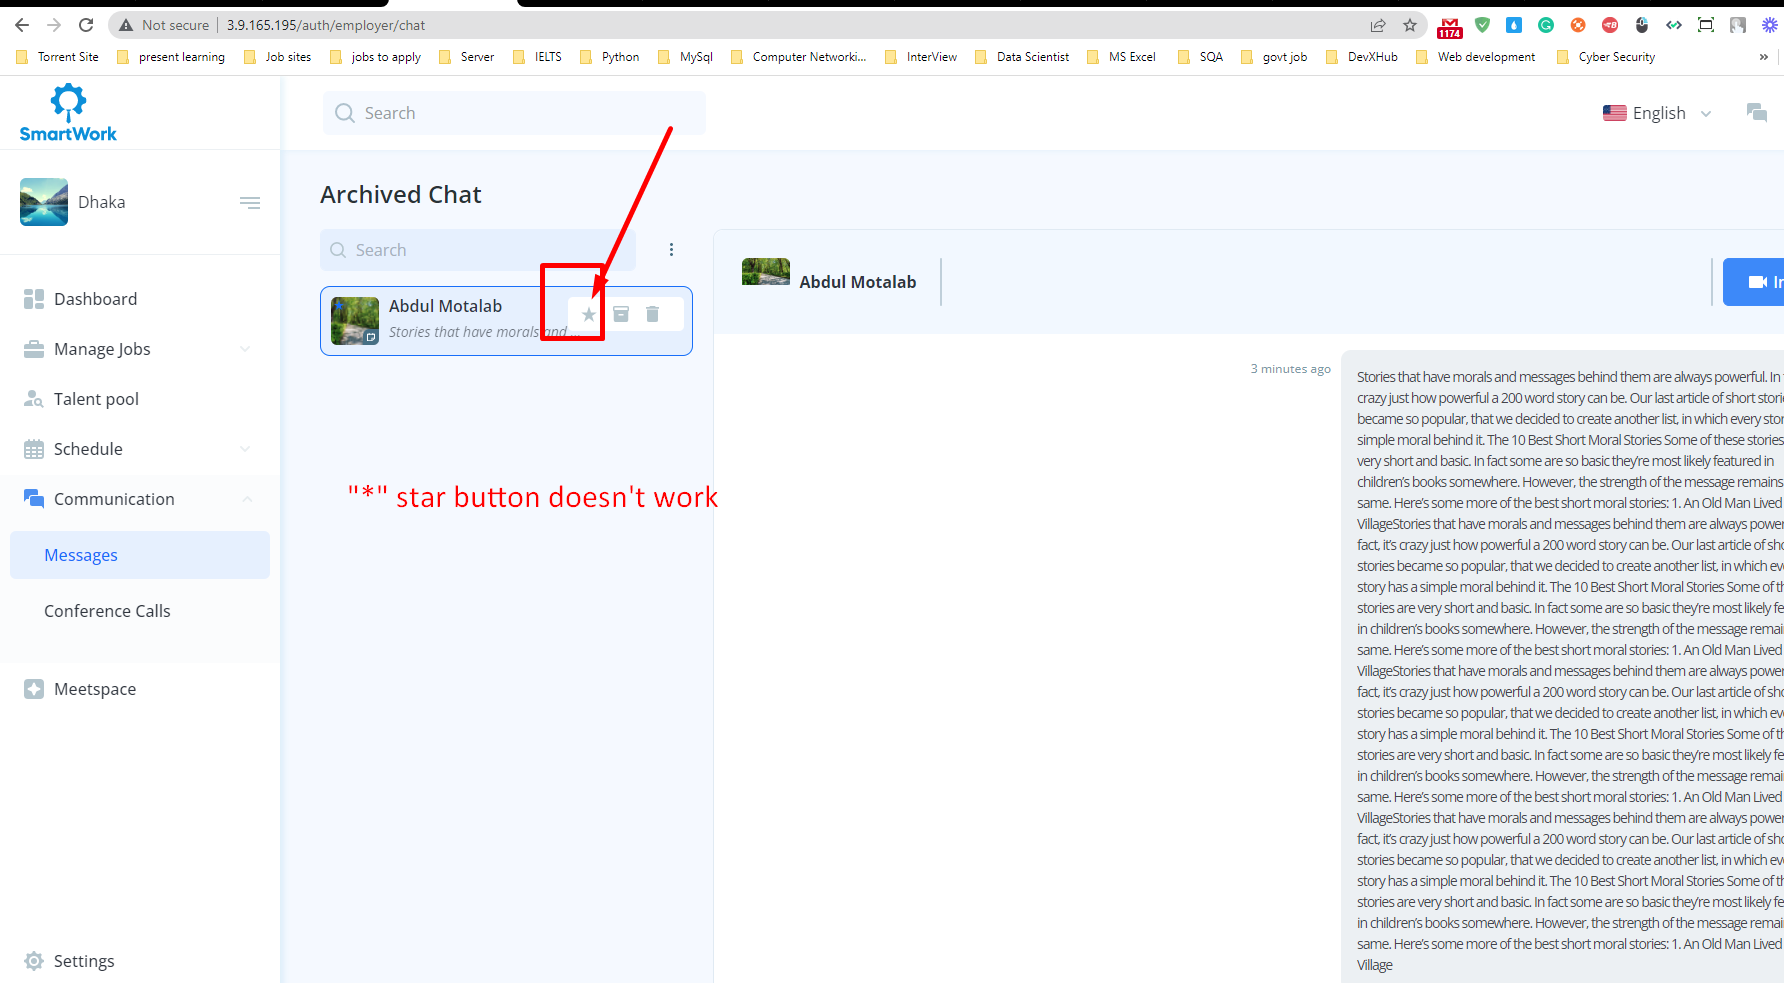 Not secure
3.9.165.195/auth/employer/chat
1174
Torrent Site
present learning
Job sites
jobs to apply
Server
IELTS
Python
MySql
Computer Networki...
InterView
Data Scientist
MS Excel
SQA
govt job
DevXHub
Web development
Cyber Security
»
SmartWork
Search
English
Dhaka
Archived Chat
Search
Dashboard
Manage Jobs
Talent pool
Schedule
Communication
Messages
Conference Calls
Meetspace
Settings
Abdul Motalab
Stories that have morals and ...
"*" star button doesn't work
Abdul Motalab
3 minutes ago
Stories that have morals and messages behind them are always powerful. In
crazy just how powerful a 200 word story can be. Our last article of short
became so popular, that we decided to create another list, in which every
simple moral behind it. The 10 Best Short Moral Stories Some of these stories
very short and basic. In fact some are so basic they're most likely featured in
children's books somewhere. However, the strength of the message remains
same. Here's some more of the best short moral stories: 1. An Old Man Lived
VillageStories that have morals and messages behind them are always
fact, it's crazy just how powerful a 200 word story can be. Our last article of
stories became so popular, that we decided to create another list, in which
story has a simple moral behind it. The 10 Best Short Moral Stories Some of
stories are very short and basic. In fact some are so basic they're most likely
in children's books somewhere. However, the strength of the message
same. Here's some more of the best short moral stories: 1. An Old Man Lived
VillageStories that have morals and messages behind them are always
fact, it's crazy just how powerful a 200 word story can be. Our last article of
stories became so popular, that we decided to create another list, in which
story has a simple moral behind it. The 10 Best Short Moral Stories Some of
stories are very short and basic. In fact some are so basic they're most likely
in children's books somewhere. However, the strength of the message
same. Here's some more of the best short moral stories: 1. An Old Man Lived
VillageStories that have morals and messages behind them are always
fact, it's crazy just how powerful a 200 word story can be. Our last article of
stories became so popular, that we decided to create another list, in which
story has a simple moral behind it. The 10 Best Short Moral Stories Some of
stories are very short and basic. In fact some are so basic they're most likely
in children's books somewhere. However, the strength of the message
same. Here's some more of the best short moral stories: 1. An Old Man Lived
Village